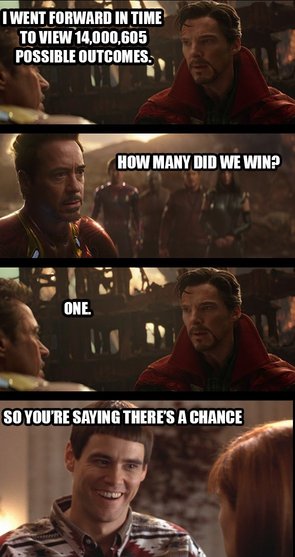 I WENT FORWARD IN TIME
TO VIEW 14,000,605
POSSIBLE OUTCOMES.
HOW MANY DID WE WIN?
ONE.
SO YOU'RE SAYING THERE'S A CHANCE